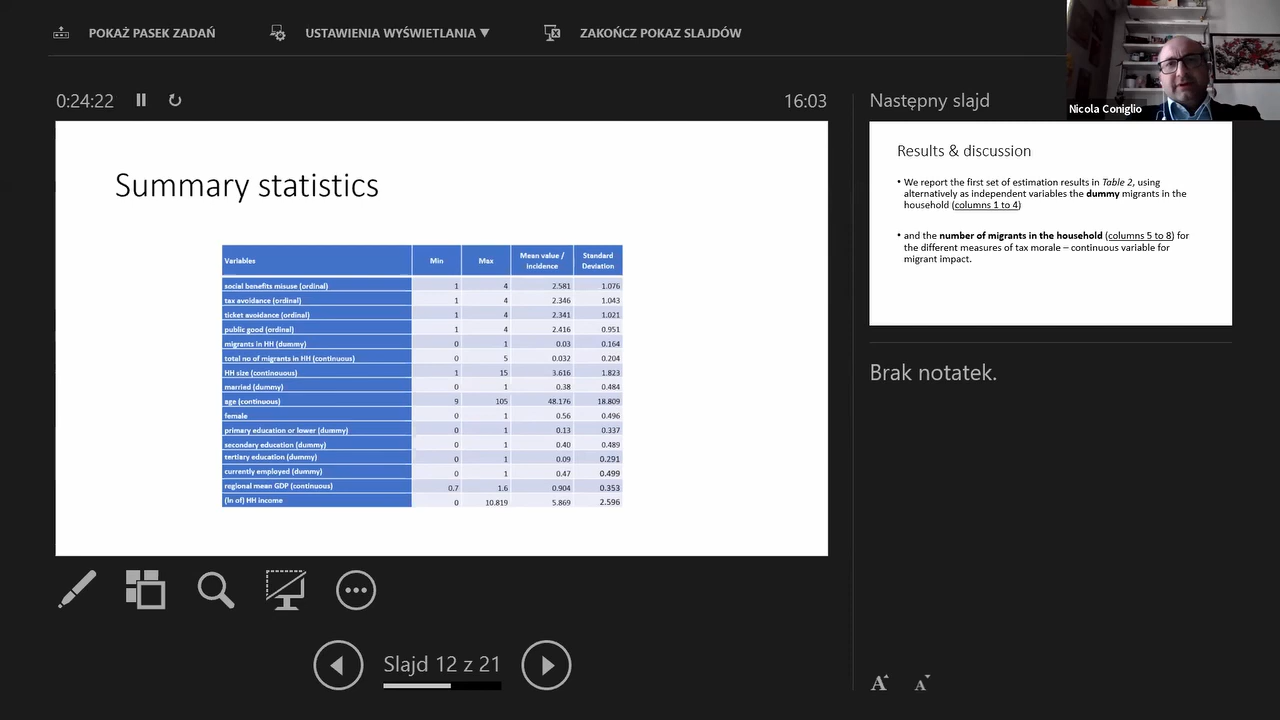 POKAŻ PASEK ZADAŃ
USTAWIENIA WYŚWIETLANIA ▼
ZAKOŃCZ POKAZ SLAJDÓW
Nicola Coniglio
0:24:22
16:03
Następny slajd
Summary statistics
Variables Min Max Mean value / incidence Standard Deviation
social benefits misuse (ordinal) 1 4 2.581 1.076
tax avoidance (ordinal) 1 4 2.346 1.043
ticket avoidance (ordinal) 1 4 2.341 1.021
public good (ordinal) 1 4 2.416 0.951
migrants in HH (dummy) 0 1 0.03 0.164
total no of migrants in HH (continuous) 0 5 0.032 0.204
HH size (continouous) 1 15 3.616 1.823
married (dummy) 0 1 0.38 0.484
age (continuous) 9 105 48.176 18.809
female 0 1 0.56 0.496
primary education or lower (dummy) 0 1 0.13 0.337
secondary education (dummy) 0 1 0.40 0.489
tertiary education (dummy) 0 1 0.09 0.291
currently employed (dummy) 0 1 0.47 0.499
regional mean GDP (continuous) 0.7 1.6 0.904 0.353
(ln of) HH income 0 10.819 5.869 2.596
Results & discussion
• We report the first set of estimation results in Table 2, using
alternatively as independent variables the dummy migrants in the
household (columns 1 to 4)
• and the number of migrants in the household (columns 5 to 8) for
the different measures of tax morale – continuous variable for
migrant impact.
Brak notatek.
Slajd 12 z 21
A A